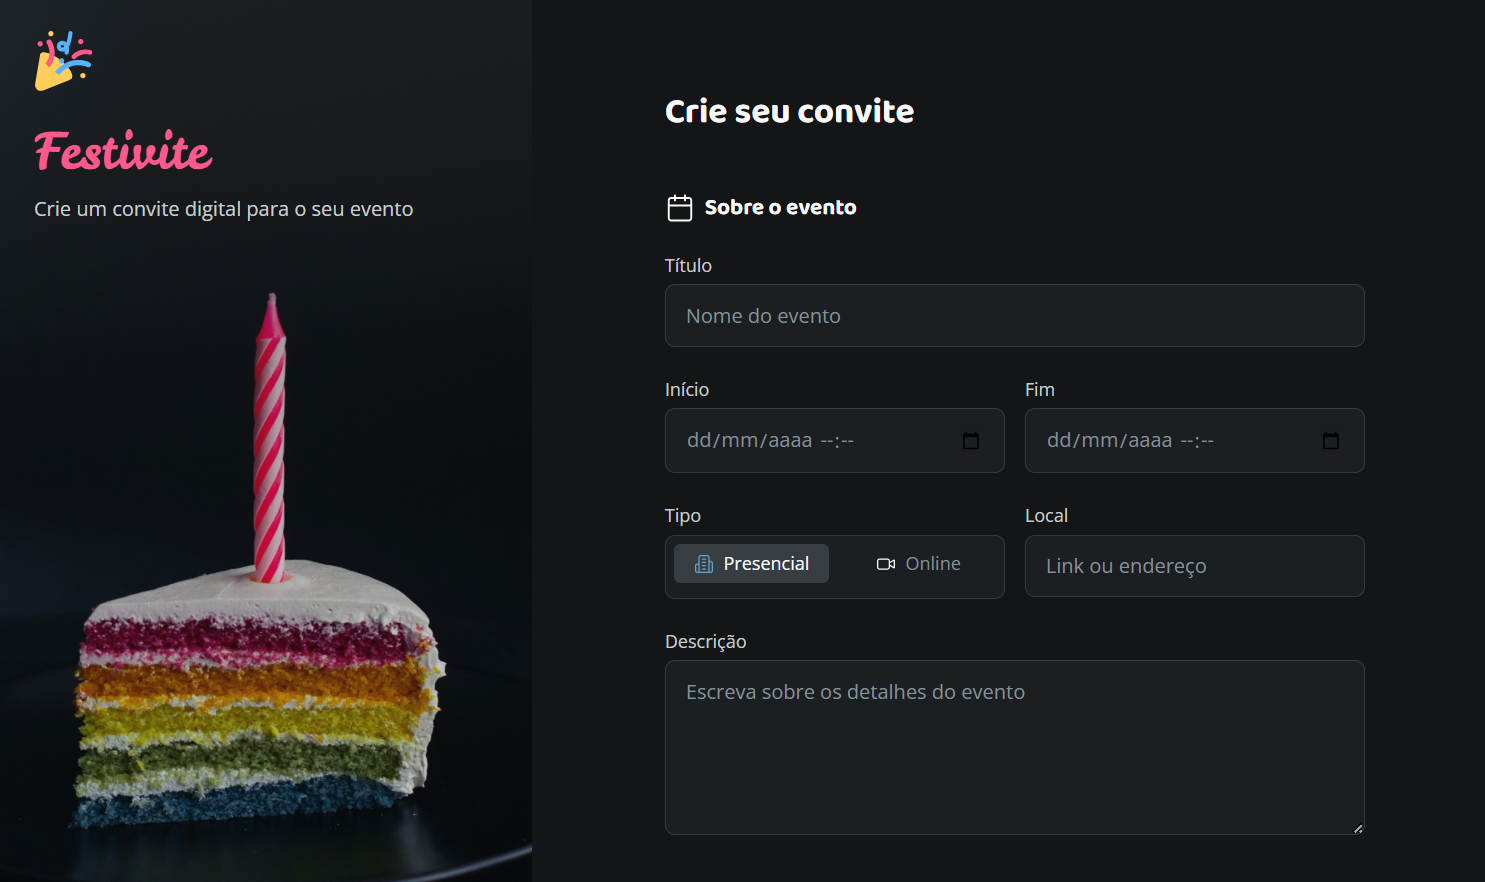 Festivite
Crie um convite digital para o seu evento
Crie seu convite
Sobre o evento
Título
Nome do evento
Início
Fim
dd/mm/aaaa --:--
dd/mm/aaaa --:--
Tipo
Local
Presencial
Online
Link ou endereço
Descrição
Escreva sobre os detalhes do evento